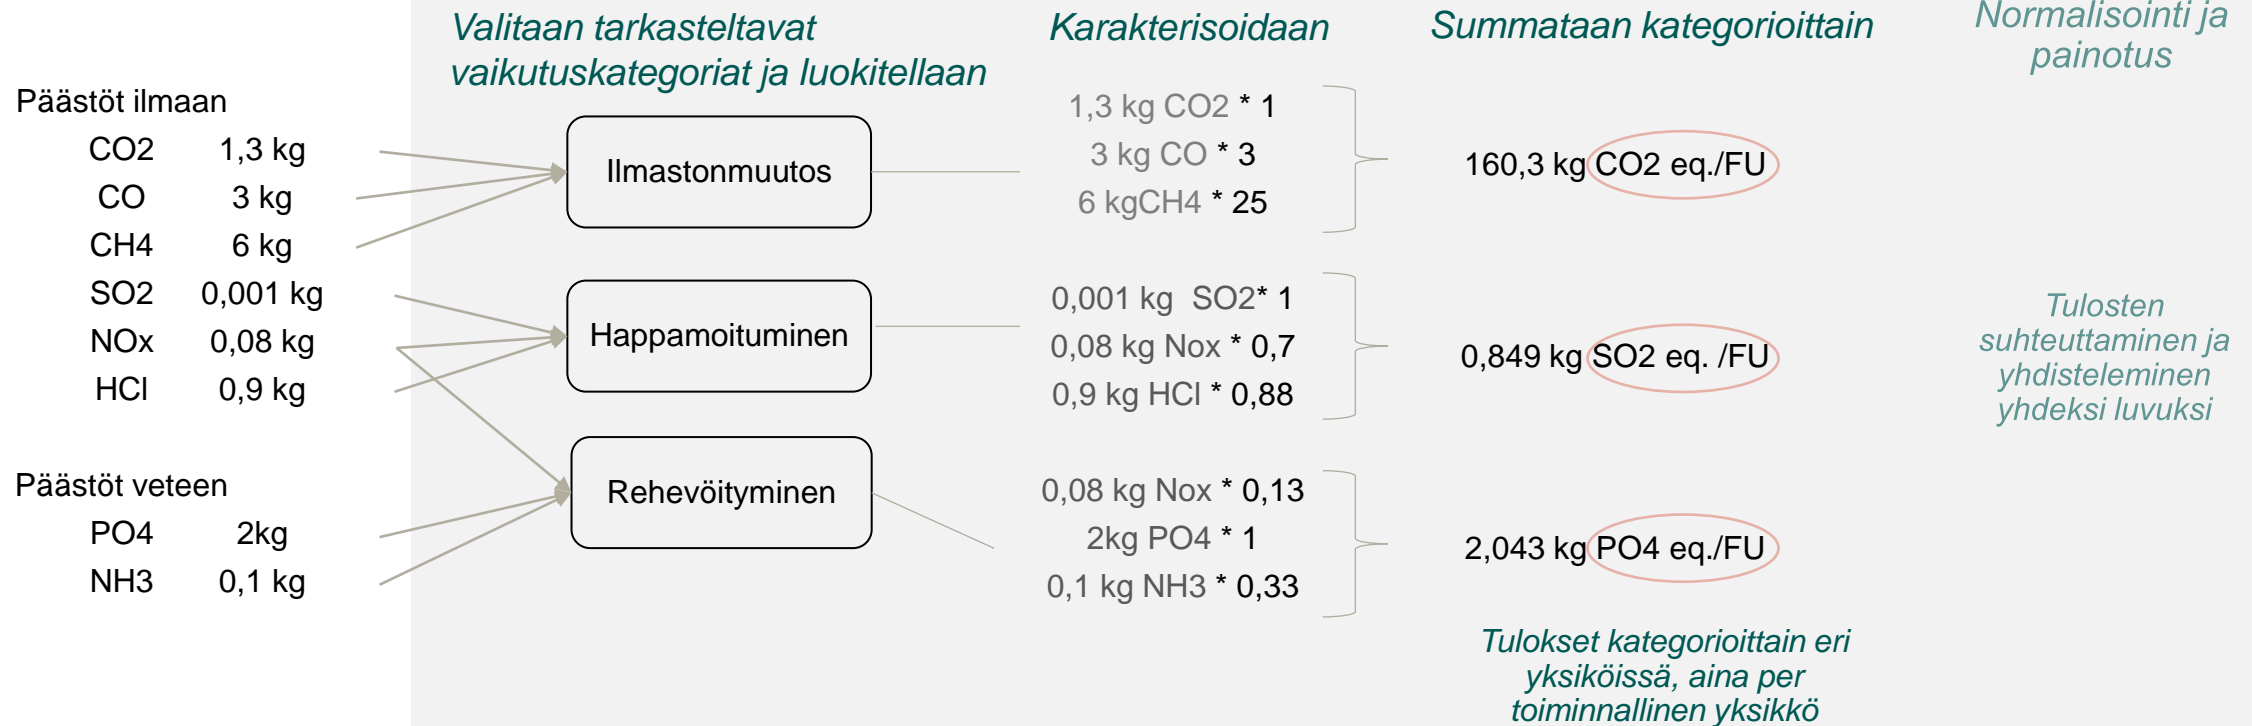 Valitaan tarkasteltavat
vaikutuskategoriat ja luokitellaan
Karakterisoidaan
Summataan kategorioittain
Normalisointi ja
painotus
Päästöt ilmaan
CO2 1,3 kg
CO 3 kg
CH4 6 kg
SO2 0,001 kg
NOx 0,08 kg
HCl 0,9 kg
Päästöt veteen
PO4 2kg
NH3 0,1 kg
Ilmastonmuutos
Happamoituminen
Rehevöityminen
1,3 kg CO2 * 1
3 kg CO * 3
6 kgCH4 * 25
0,001 kg SO2* 1
0,08 kg Nox * 0,7
0,9 kg HCl * 0,88
0,08 kg Nox * 0,13
2kg PO4 * 1
0,1 kg NH3 * 0,33
160,3 kg CO2 eq./FU
0,849 kg SO2 eq. /FU
2,043 kg PO4 eq./FU
Tulokset kategorioittain eri
yksiköissä, aina per
toiminnallinen yksikkö
Tulosten
suhteuttaminen ja
yhdisteleminen
yhdeksi luvuksi